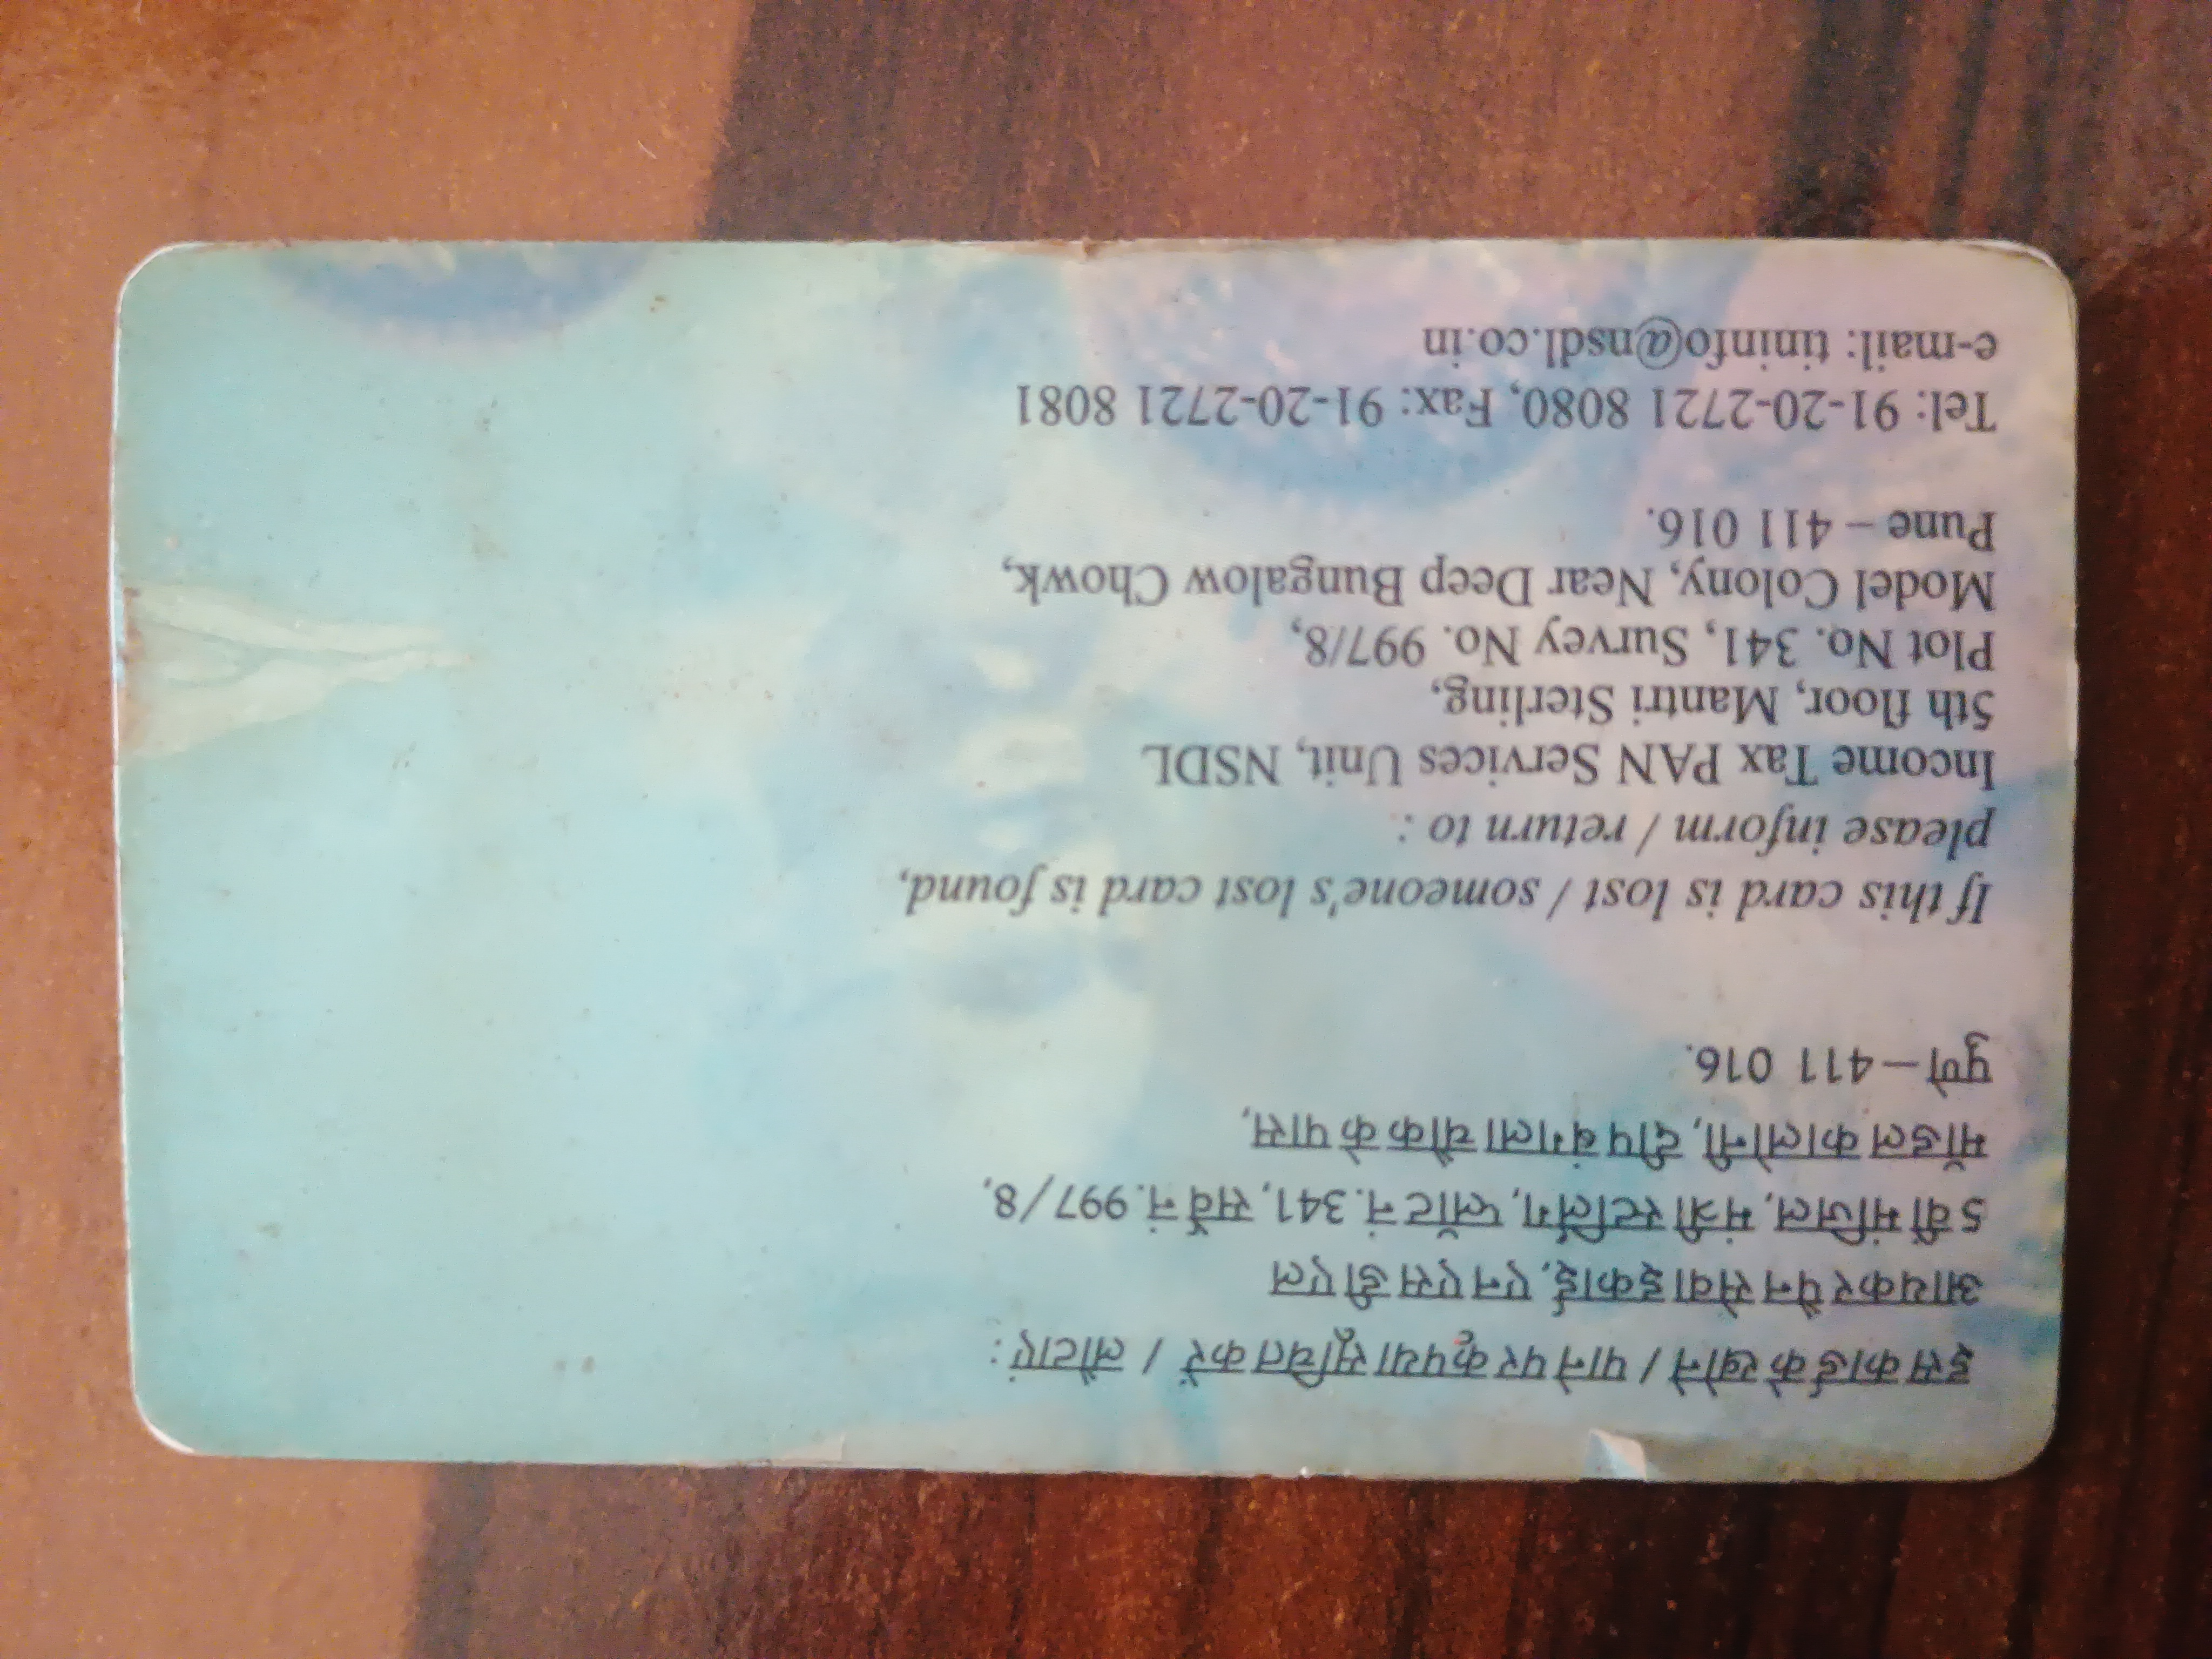 इस कार्ड के खोने / पाने पर कृपया सूचित करें / लौटाएं :
आयकर पैन सेवा इकाई, एन एस डी एल
5 वीं मंजिल, मंत्री स्टर्लिंग, प्लॉट नं. 341, सर्वे नं. 997/8,
मॉडल कालोनी, दीप बंगला चौक के पास,
पुणे – 411 016.
If this card is lost / someone's lost card is found,
please inform / return to :
Income Tax PAN Services Unit, NSDL
5th floor, Mantri Sterling,
Plot No. 341, Survey No. 997/8,
Model Colony, Near Deep Bungalow Chowk,
Pune – 411 016.
Tel: 91-20-2721 8080, Fax: 91-20-2721 8081
e-mail: tininfo@nsdl.co.in